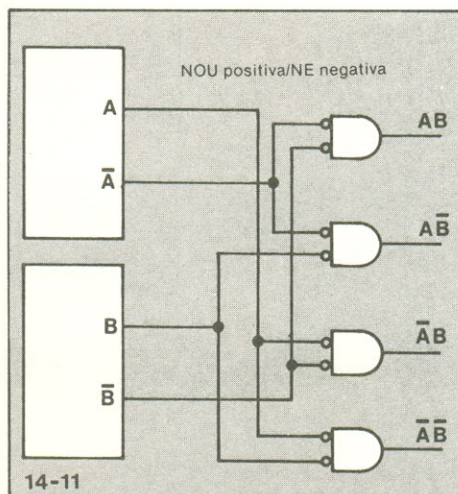 NOU positiva/NE negativa
A
A̅
B
B̅
AB
AB̅
A̅B
A̅B̅
14-11